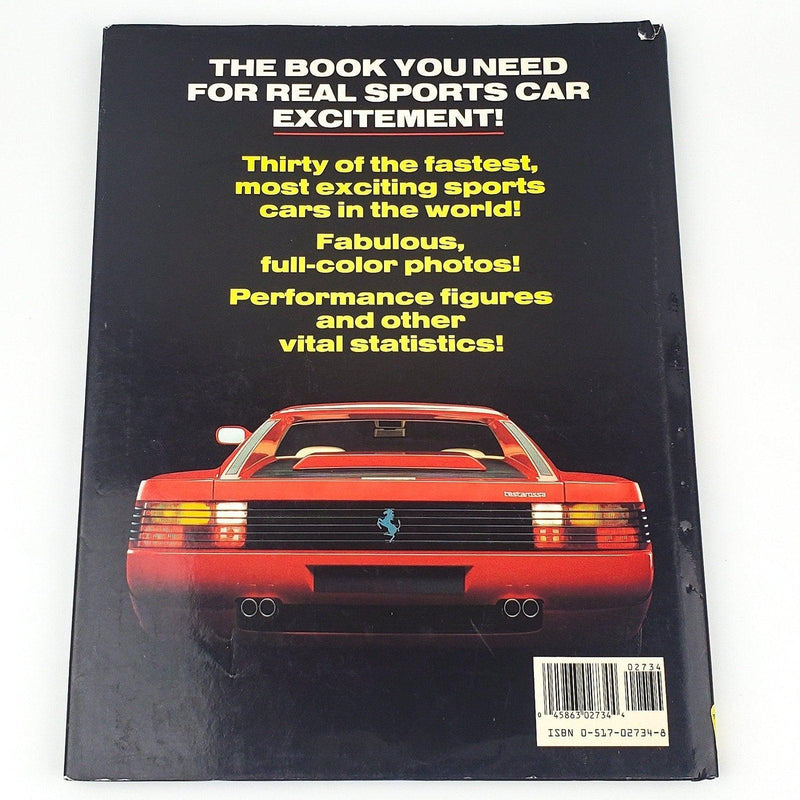 THE BOOK YOU NEED
FOR REAL SPORTS CAR
EXCITEMENT!
Thirty of the fastest,
most exciting sports
cars in the world!
Fabulous,
full-color photos!
Performance figures
and other
vital statistics!
testarossa
02734
0 45863 02734 4
ISBN 0-517-02734-8